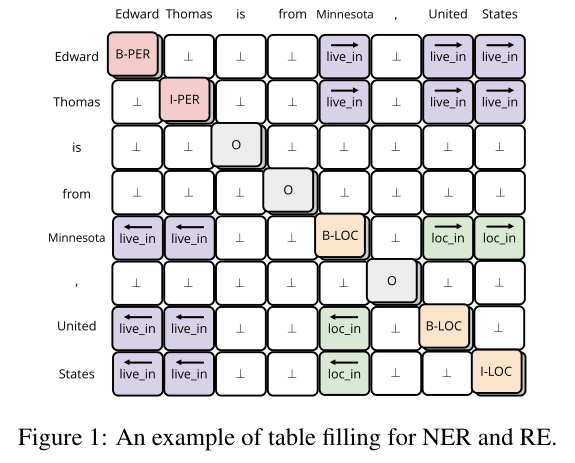 Edward Thomas is from Minnesota , United States
Edward B-PER ⊥ ⊥ ⊥ → live_in ⊥ → live_in → live_in
Thomas ⊥ I-PER ⊥ ⊥ → live_in ⊥ → live_in → live_in
is ⊥ ⊥ O ⊥ ⊥ ⊥ ⊥ ⊥
from ⊥ ⊥ ⊥ O ⊥ ⊥ ⊥ ⊥
Minnesota ← live_in ← live_in ⊥ ⊥ B-LOC ⊥ → loc_in → loc_in
, ⊥ ⊥ ⊥ ⊥ ⊥ O ⊥ ⊥
United ← live_in ← live_in ⊥ ⊥ ← loc_in ⊥ B-LOC ⊥
States ← live_in ← live_in ⊥ ⊥ ← loc_in ⊥ ⊥ I-LOC
Figure 1: An example of table filling for NER and RE.